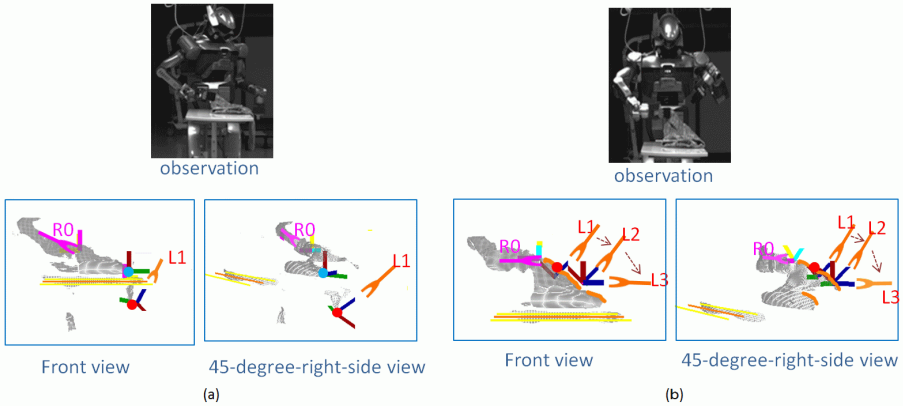 observation
observation
R0
L1
L1
R0
L1
L2
L3
R0
L1
L2
L3
Front view
45-degree-right-side view
Front view
45-degree-right-side view
(a)
(b)